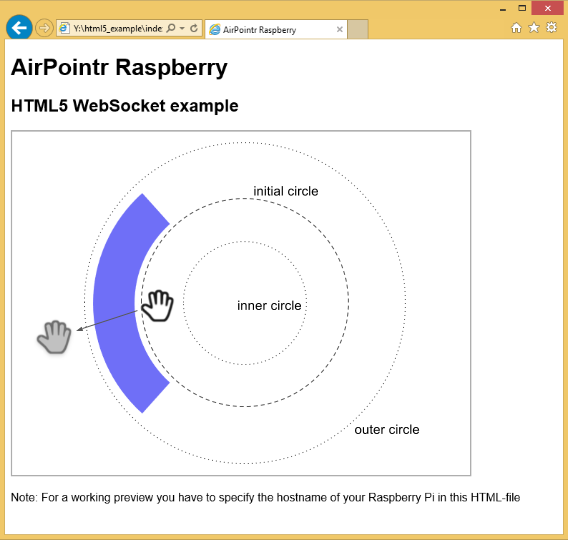 Y:\html5_example\inde:
AirPointr Raspberry
AirPointr Raspberry
HTML5 WebSocket example
initial circle
inner circle
outer circle
Note: For a working preview you have to specify the hostname of your Raspberry Pi in this HTML-file